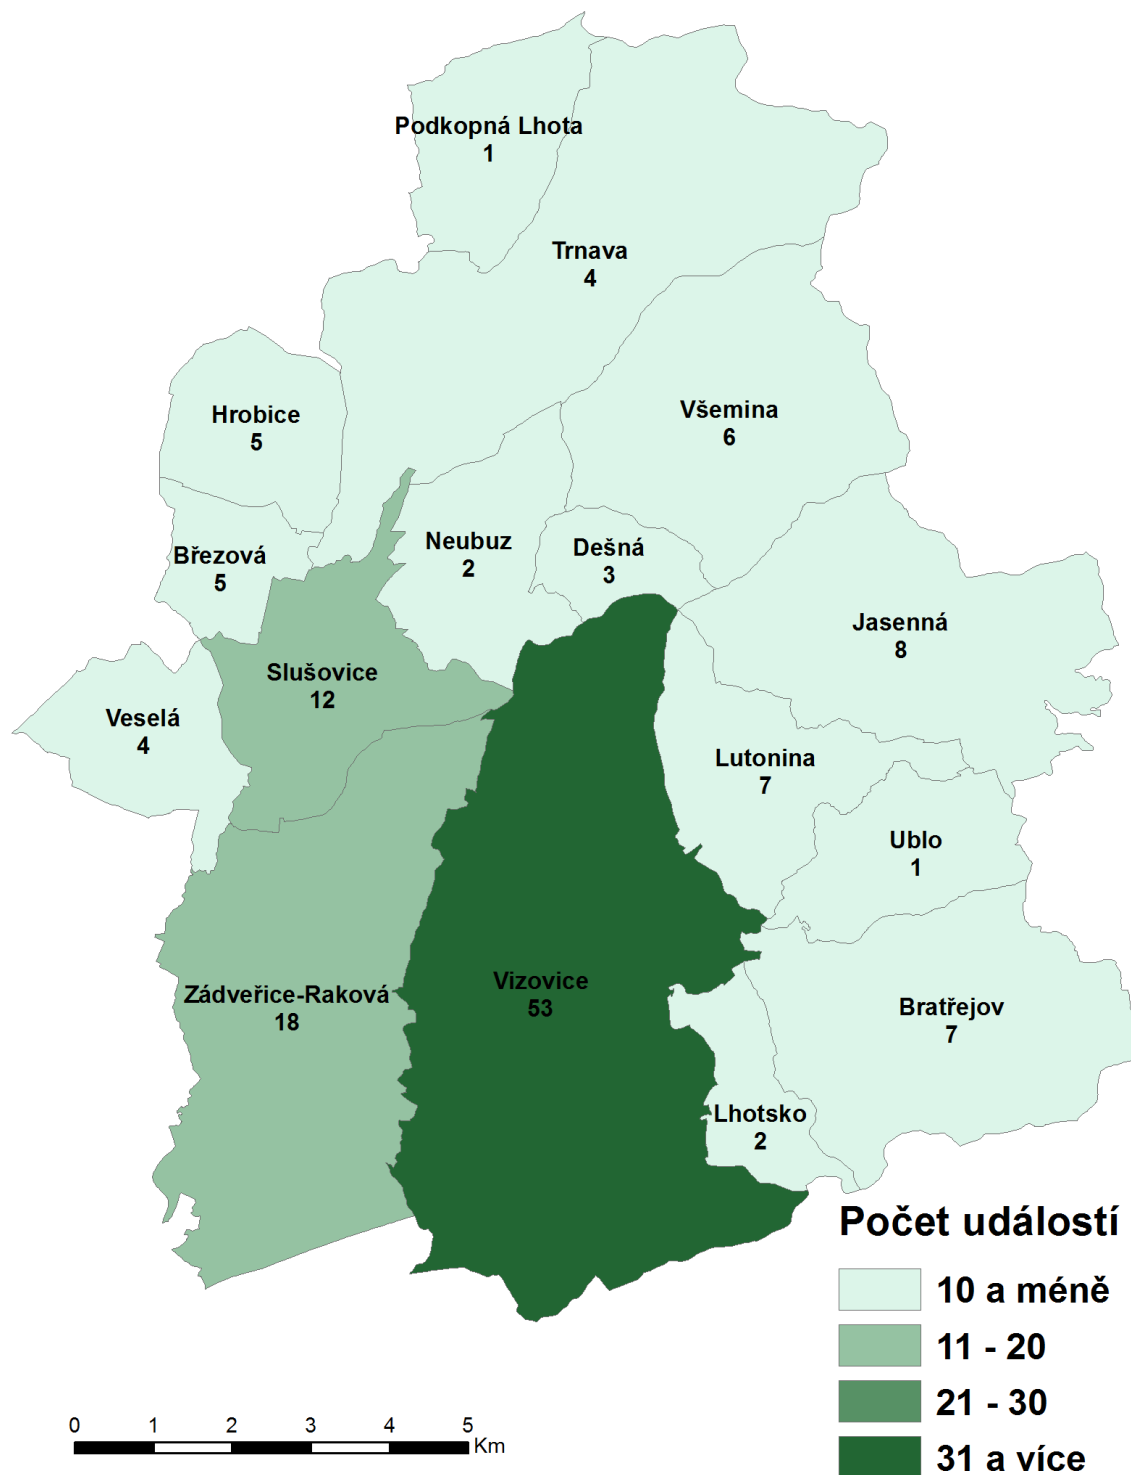 Podkopná Lhota
1
Trnava
4
Hrobice
5
Všemina
6
Březová
5
Neubuz
2
Dešná
3
Jasenná
8
Slušovice
12
Veselá
4
Lutonina
7
Ublo
1
Zádveřice-Raková
18
Vizovice
53
Bratřejov
7
Lhotsko
2
Počet událostí
10 a méně
11 - 20
21 - 30
31 a více
0 1 2 3 4 5
Km